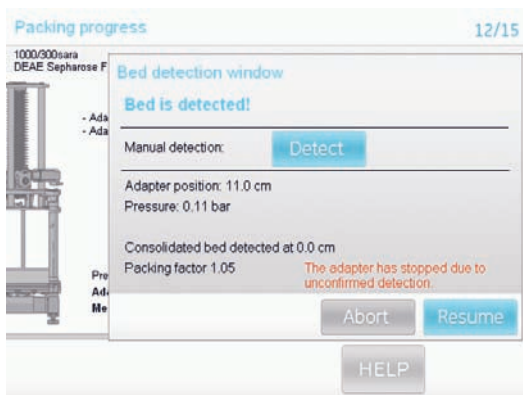 Packing progress
12/15
1000/300sara
DEAE Sepharose F
- Ada
- Ada
Bed detection window
Bed is detected!
Manual detection:
Detect
Adapter position: 11.0 cm
Pressure: 0.11 bar
Consolidated bed detected at 0.0 cm
Packing factor 1.05
The adapter has stopped due to
unconfirmed detection.
Pre
Ad
Me
Abort
Resume
HELP